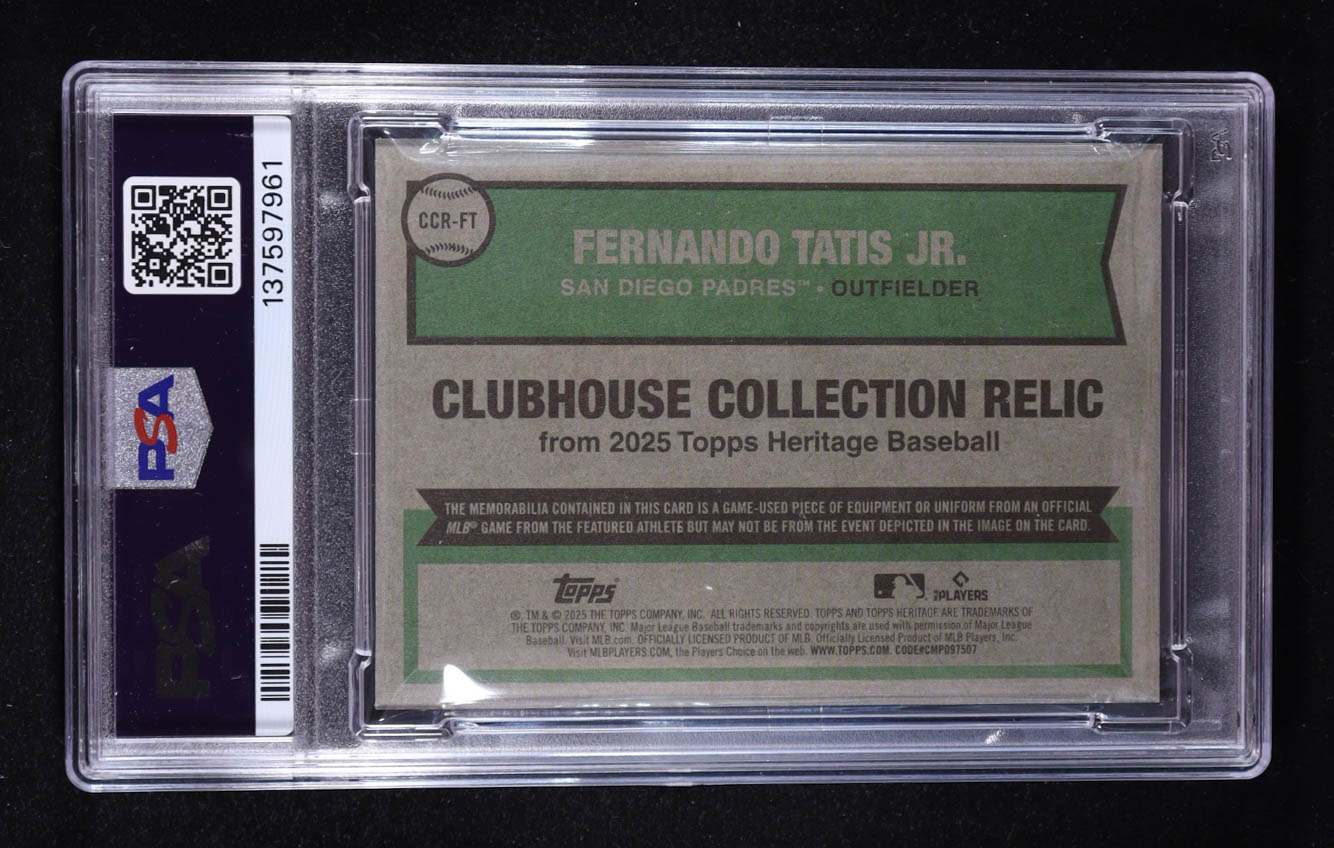 137597961
PSA
PSA
CCR-FT
FERNANDO TATIS JR.
SAN DIEGO PADRES™ • OUTFIELDER
CLUBHOUSE COLLECTION RELIC
from 2025 Topps Heritage Baseball
THE MEMORABILIA CONTAINED IN THIS CARD IS A GAME-USED PIECE OF EQUIPMENT OR UNIFORM FROM AN OFFICIAL
MLB® GAME FROM THE FEATURED ATHLETE BUT MAY NOT BE FROM THE EVENT DEPICTED IN THE IMAGE ON THE CARD.
topps®
MLB PLAYERS
®, TM & © 2025 THE TOPPS COMPANY, INC. ALL RIGHTS RESERVED. TOPPS AND TOPPS HERITAGE ARE TRADEMARKS OF
THE TOPPS COMPANY, INC. Major League Baseball trademarks and copyrights are used with permission of Major League
Baseball. Visit MLB.com. OFFICIALLY LICENSED PRODUCT OF MLB. Officially Licensed Product of MLB Players, Inc.
Visit MLBPLAYERS.COM, the Players Choice on the web. WWW.TOPPS.COM. CODE#CMP097507
PSA